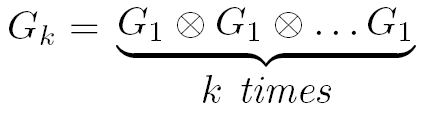 G_k = G_1 ⊗ G_1 ⊗ … G_1
k times